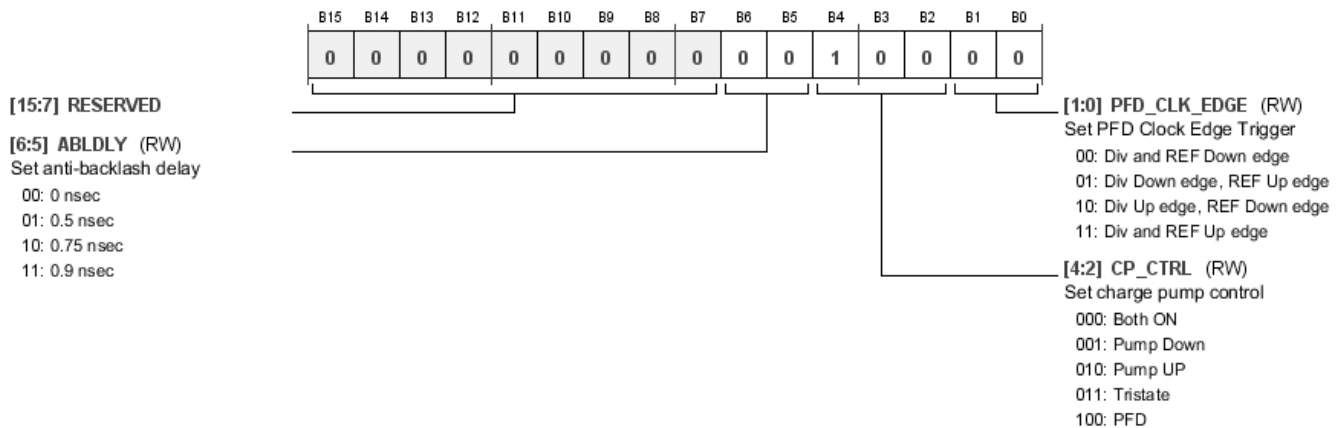 B15 B14 B13 B12 B11 B10 B9 B8 B7 B6 B5 B4 B3 B2 B1 B0
0 0 0 0 0 0 0 0 0 0 0 1 0 0 0 0
[15:7] RESERVED
[6:5] ABLDLY (RW)
Set anti-backlash delay
00: 0 nsec
01: 0.5 nsec
10: 0.75 nsec
11: 0.9 nsec
[1:0] PFD_CLK_EDGE (RW)
Set PFD Clock Edge Trigger
00: Div and REF Down edge
01: Div Down edge, REF Up edge
10: Div Up edge, REF Down edge
11: Div and REF Up edge
[4:2] CP_CTRL (RW)
Set charge pump control
000: Both ON
001: Pump Down
010: Pump UP
011: Tristate
100: PFD